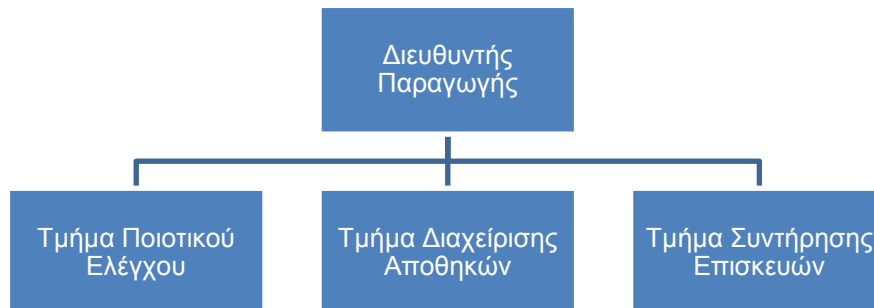 Διευθυντής
Παραγωγής
Τμήμα Ποιοτικού
Ελέγχου
Τμήμα Διαχείρισης
Αποθηκών
Τμήμα Συντήρησης
Επισκευών